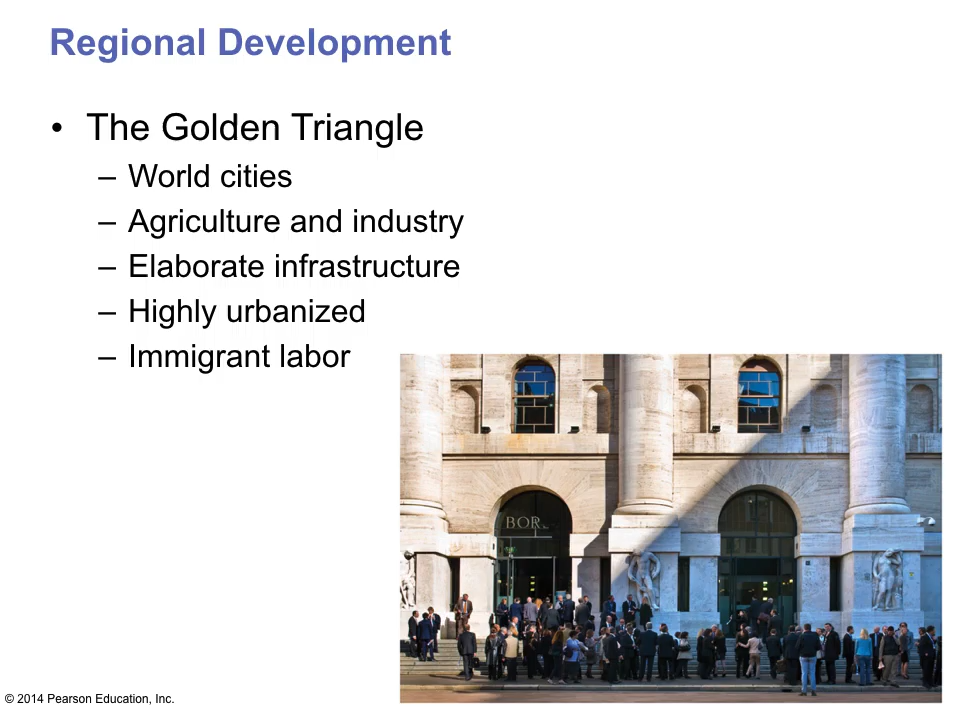 Regional Development
• The Golden Triangle
– World cities
– Agriculture and industry
– Elaborate infrastructure
– Highly urbanized
– Immigrant labor
© 2014 Pearson Education, Inc.